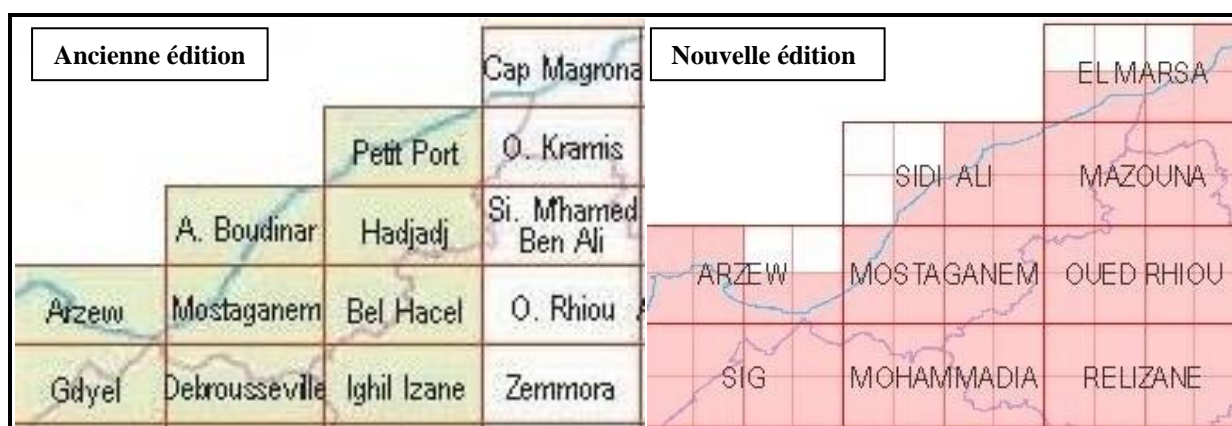 Ancienne édition
Cap Magrona
Petit Port
O. Kramis
A. Boudinar
Hadjadj
Si. M'hamed
Ben Ali
Arzew
Mostaganem
Bel Hacel
O. Rhiou
Gdyel
Debrousseville
Ighil Izane
Zemmora
Nouvelle édition
EL MARSA
SIDI ALI
MAZOUNA
ARZEW
MOSTAGANEM
OUED RHIOU
SIG
MOHAMMADIA
RELIZANE